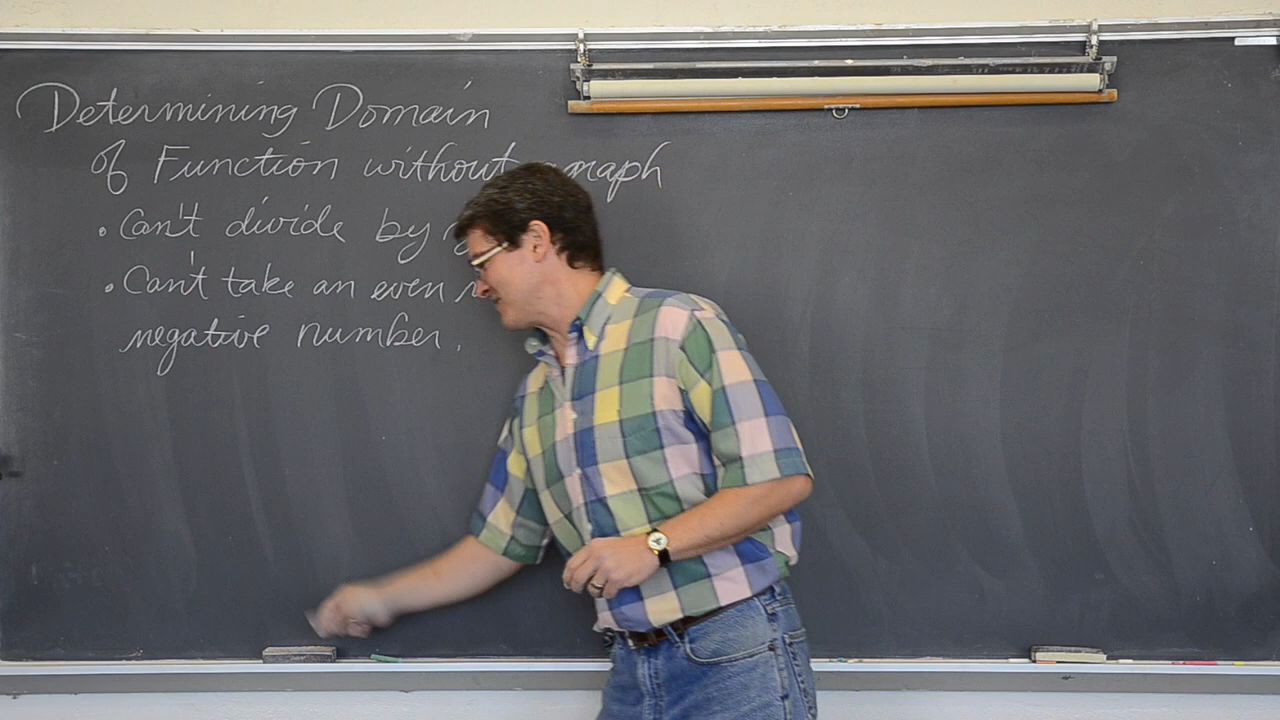 Determining Domain
of Function without graph
• Can't divide by
• Can't take an even
negative number.